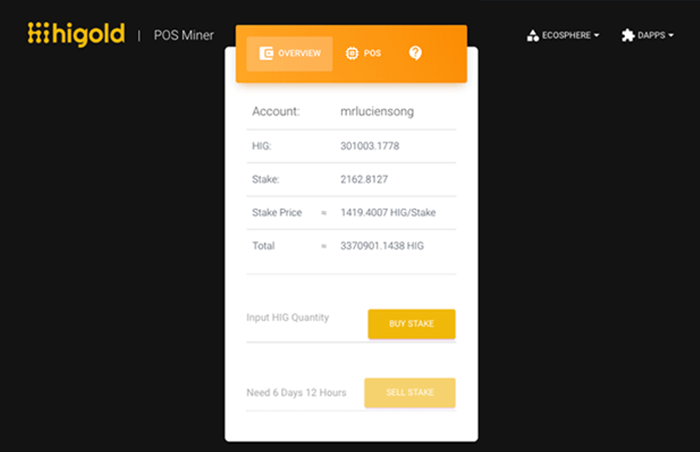 higold | POS Miner
ECOSPHERE DAPPS
OVERVIEW POS
Account: mrluciensong
HIG: 301003.1778
Stake: 2162.8127
Stake Price ≈ 1419.4007 HIG/Stake
Total ≈ 3370901.1438 HIG
Input HIG Quantity BUY STAKE
Need 6 Days 12 Hours SELL STAKE